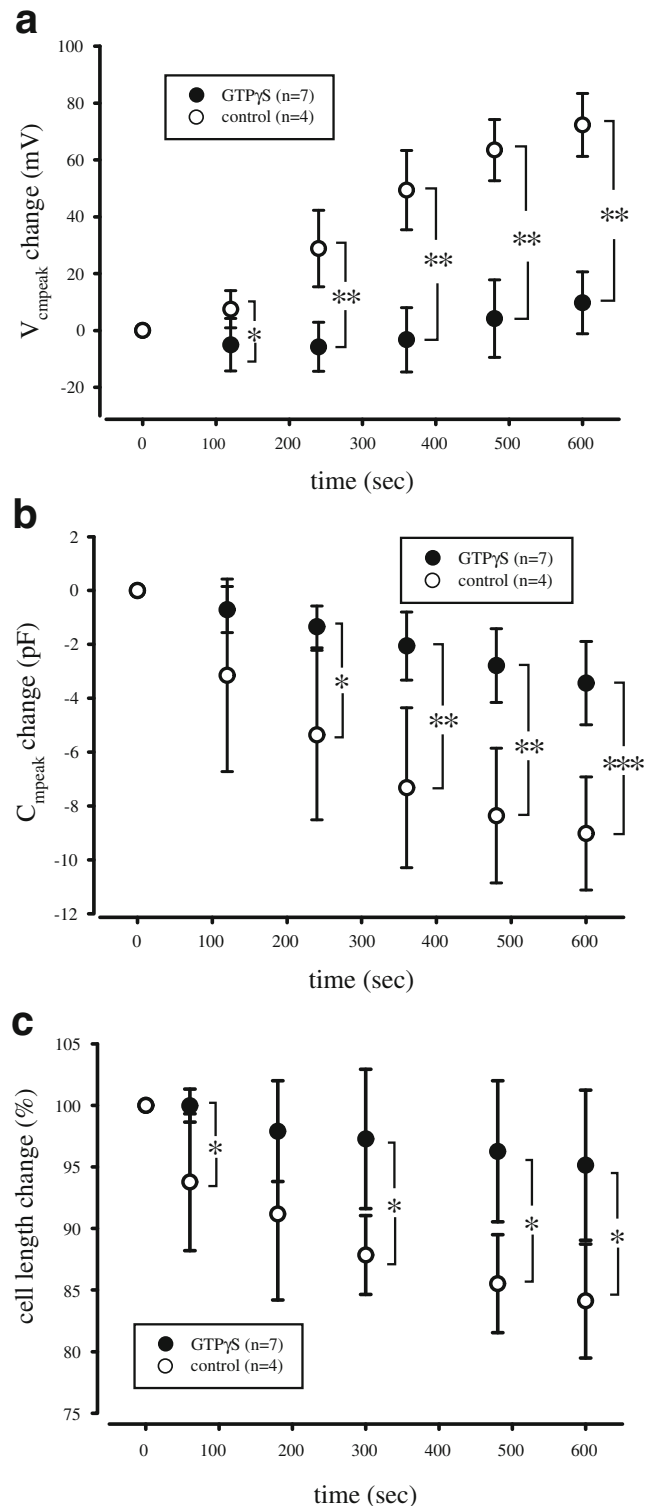 a
100
80
60
40
20
0
-20
V cmpeak change (mV)
GTPγS (n=7)
control (n=4)
*
**
**
**
**
0 100 200 300 400 500 600
time (sec)
b
2
0
-2
-4
-6
-8
-10
-12
C mpeak change (pF)
GTPγS (n=7)
control (n=4)
*
**
**
***
0 100 200 300 400 500 600
time (sec)
c
105
100
95
90
85
80
75
cell length change (%)
*
*
*
*
GTPγS (n=7)
control (n=4)
0 100 200 300 400 500 600
time (sec)